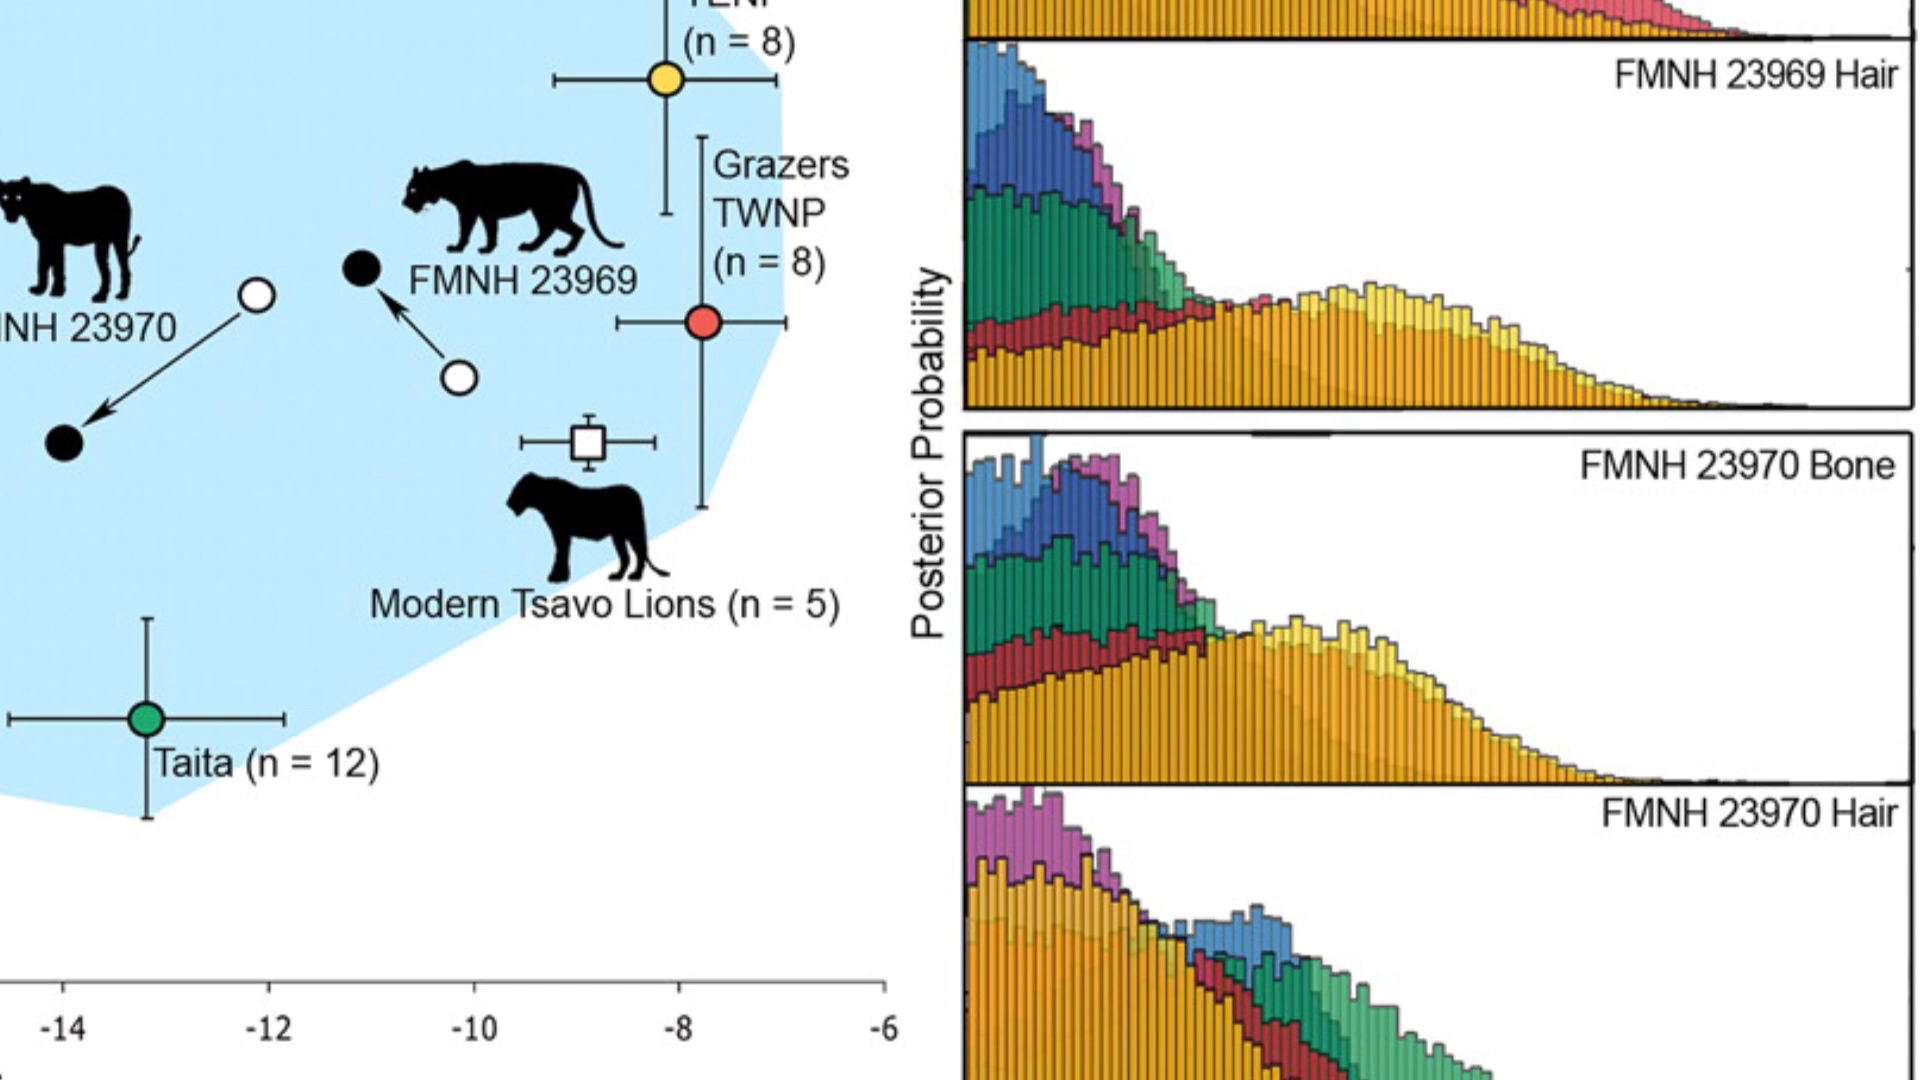 (n = 8)
Grazers
TWNP
(n = 8)
FMNH 23969
NH 23970
Modern Tsavo Lions (n = 5)
Taita (n = 12)
-14
-12
-10
-8
-6
Posterior Probability
FMNH 23969 Hair
FMNH 23970 Bone
FMNH 23970 Hair